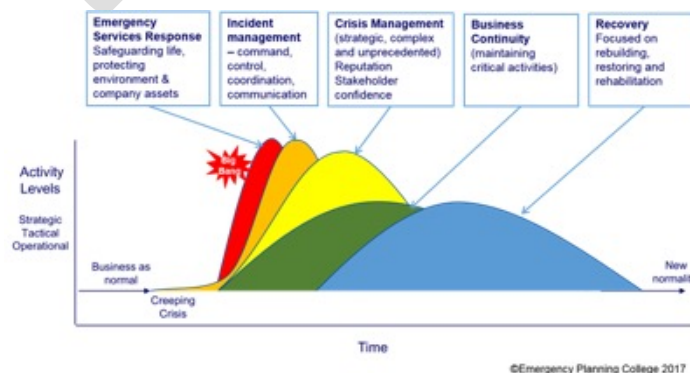 Emergency
Services Response
Safeguarding life,
protecting
environment &
company assets
Incident
management
– command,
control,
coordination,
communication
Crisis Management
(strategic, complex
and unprecedented)
Reputation
Stakeholder
confidence
Business
Continuity
(maintaining
critical activities)
Recovery
Focused on
rebuilding,
restoring and
rehabilitation
Big
Bang
Activity
Levels
Strategic
Tactical
Operational
Business as
normal
Creeping
Crisis
New
normalit
Time
©Emergency Planning College 2017